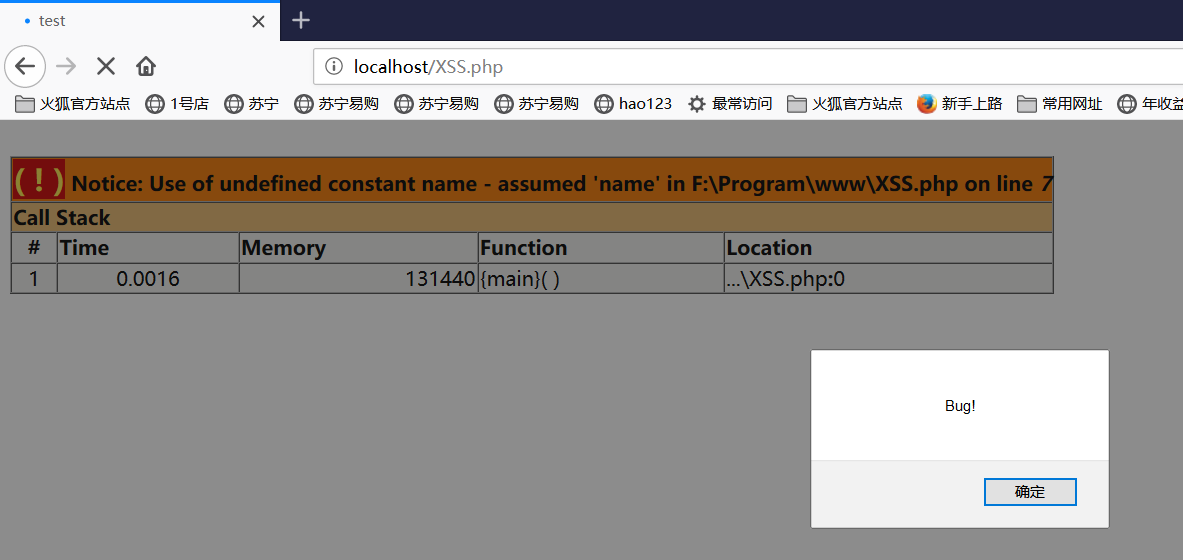 test
localhost/XSS.php
火狐官方站点 1号店 苏宁 苏宁易购 苏宁易购 苏宁易购 hao123 最常访问 火狐官方站点 新手上路 常用网址 年收益
( ! ) Notice: Use of undefined constant name - assumed 'name' in F:\Program\www\XSS.php on line 7
Call Stack
# Time Memory Function Location
1 0.0016 131440 {main}( ) ...\XSS.php:0
Bug!
确定